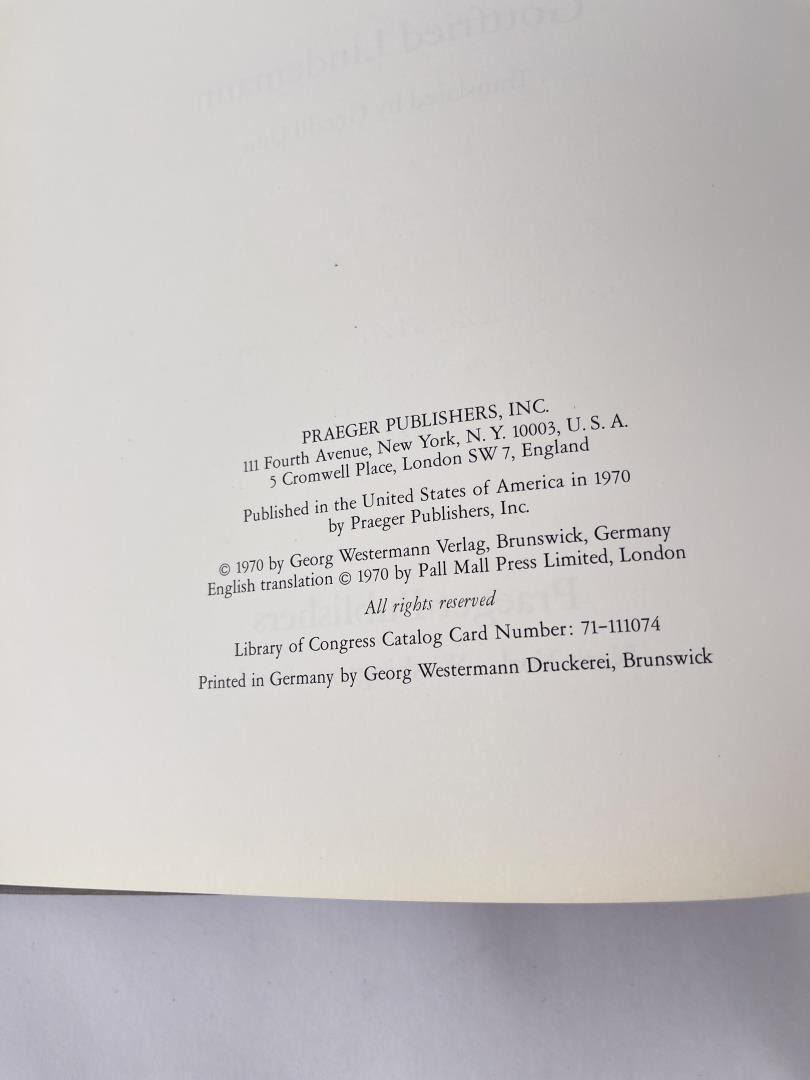 PRAEGER PUBLISHERS, INC.
111 Fourth Avenue, New York, N. Y. 10003, U. S. A.
5 Cromwell Place, London SW 7, England
Published in the United States of America in 1970
by Praeger Publishers, Inc.
© 1970 by Georg Westermann Verlag, Brunswick, Germany
English translation © 1970 by Pall Mall Press Limited, London
All rights reserved
Library of Congress Catalog Card Number: 71-111074
Printed in Germany by Georg Westermann Druckerei, Brunswick